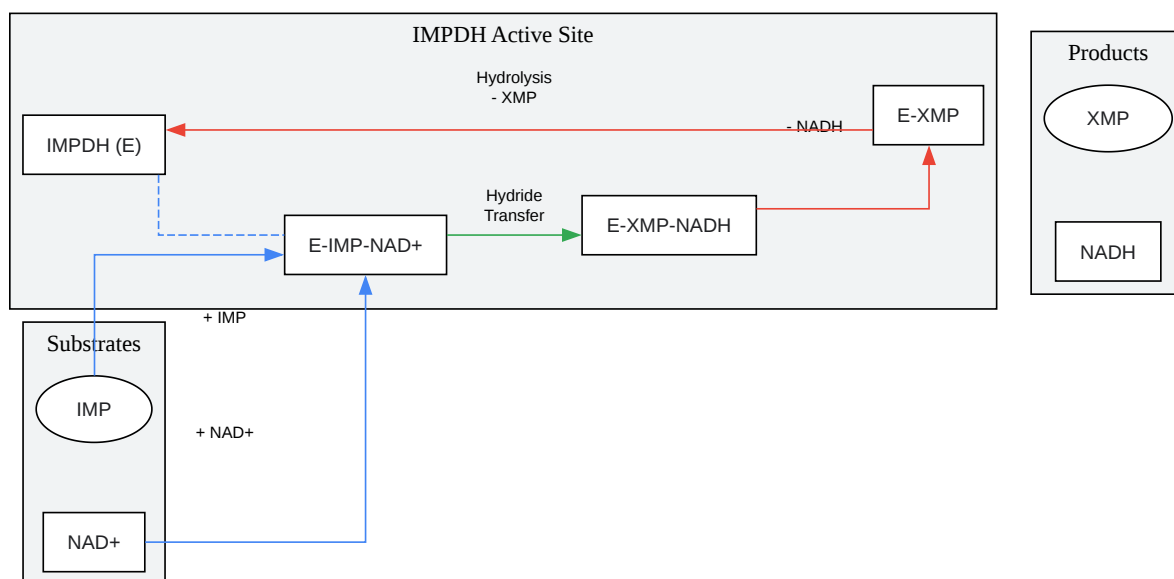 IMPDH Active Site
Products
Hydrolysis
- XMP
E-XMP
XMP
- NADH
IMPDH (E)
Hydride
Transfer
E-XMP-NADH
E-IMP-NAD+
NADH
+ IMP
Substrates
IMP
+ NAD+
NAD+